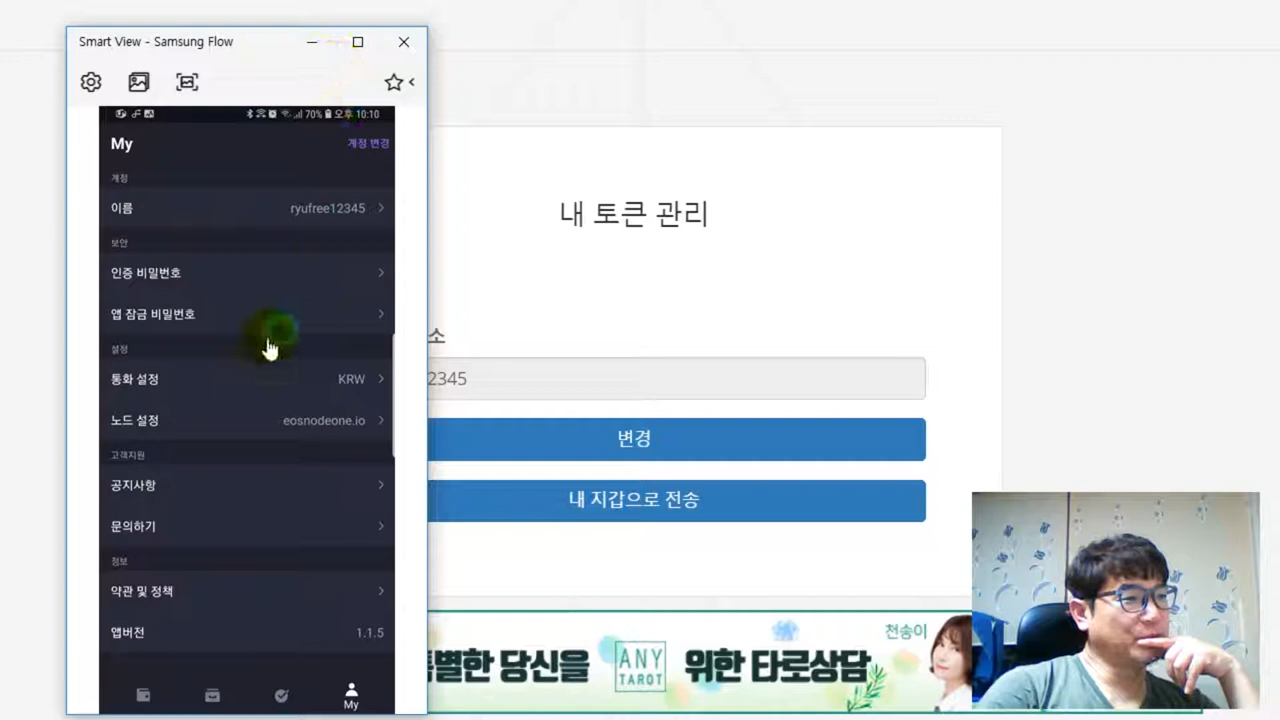 Smart View - Samsung Flow
70% 오후 10:10
My
계정 변경
계정
이름
ryufree12345
보안
인증 비밀번호
앱 잠금 비밀번호
설정
통화 설정
KRW
노드 설정
eosnodeone.io
고객지원
공지사항
문의하기
정보
약관 및 정책
앱버전
1.1.5
My
내 토큰 관리
소
2345
변경
내 지갑으로 전송
별한 당신을
ANY
TAROT
위한 타로상담
천송이